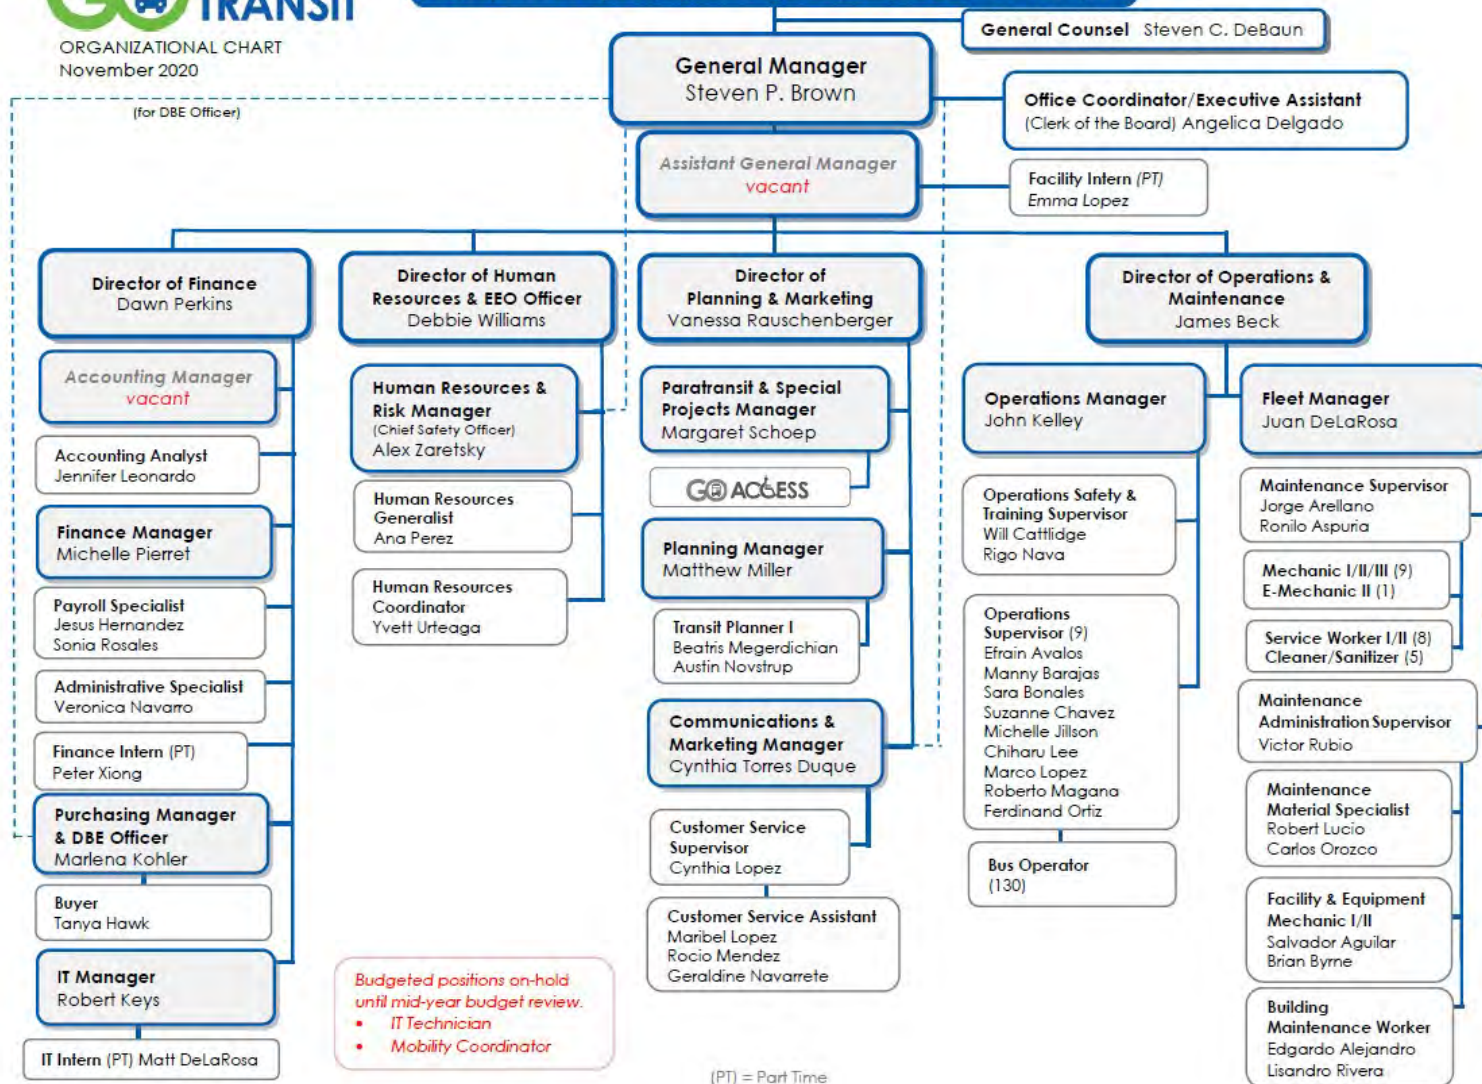 GO TRANSIT
ORGANIZATIONAL CHART
November 2020
(for DBE Officer)
General Counsel Steven C. DeBaun
General Manager
Steven P. Brown
Office Coordinator/Executive Assistant
(Clerk of the Board) Angelica Delgado
Assistant General Manager
vacant
Facility Intern (PT)
Emma Lopez
Director of Finance
Dawn Perkins
Accounting Manager
vacant
Accounting Analyst
Jennifer Leonardo
Finance Manager
Michelle Pierret
Payroll Specialist
Jesus Hernandez
Sonia Rosales
Administrative Specialist
Veronica Navarro
Finance Intern (PT)
Peter Xiong
Purchasing Manager
& DBE Officer
Marlena Kohler
Buyer
Tanya Hawk
IT Manager
Robert Keys
IT Intern (PT) Matt DeLaRosa
Director of Human
Resources & EEO Officer
Debbie Williams
Human Resources &
Risk Manager
(Chief Safety Officer)
Alex Zaretsky
Human Resources
Generalist
Ana Perez
Human Resources
Coordinator
Yvett Urteaga
Budgeted positions on-hold
until mid-year budget review.
• IT Technician
• Mobility Coordinator
Director of
Planning & Marketing
Vanessa Rauschenberger
Paratransit & Special
Projects Manager
Margaret Schoep
GO ACCESS
Planning Manager
Matthew Miller
Transit Planner I
Beatris Megerdichian
Austin Novstrup
Communications &
Marketing Manager
Cynthia Torres Duque
Customer Service
Supervisor
Cynthia Lopez
Customer Service Assistant
Maribel Lopez
Rocio Mendez
Geraldine Navarrete
Director of Operations &
Maintenance
James Beck
Operations Manager
John Kelley
Operations Safety &
Training Supervisor
Will Cattlidge
Rigo Nava
Operations
Supervisor (9)
Efrain Avalos
Manny Barajas
Sara Bonales
Suzanne Chavez
Michelle Jillson
Chiharu Lee
Marco Lopez
Roberto Magana
Ferdinand Ortiz
Bus Operator
(130)
Fleet Manager
Juan DeLaRosa
Maintenance Supervisor
Jorge Arellano
Ronilo Aspuria
Mechanic I/II/III (9)
E-Mechanic II (1)
Service Worker I/II (8)
Cleaner/Sanitizer (5)
Maintenance
Administration Supervisor
Victor Rubio
Maintenance
Material Specialist
Robert Lucio
Carlos Orozco
Facility & Equipment
Mechanic I/II
Salvador Aguilar
Brian Byrne
Building
Maintenance Worker
Edgardo Alejandro
Lisandro Rivera
(PT) = Part Time